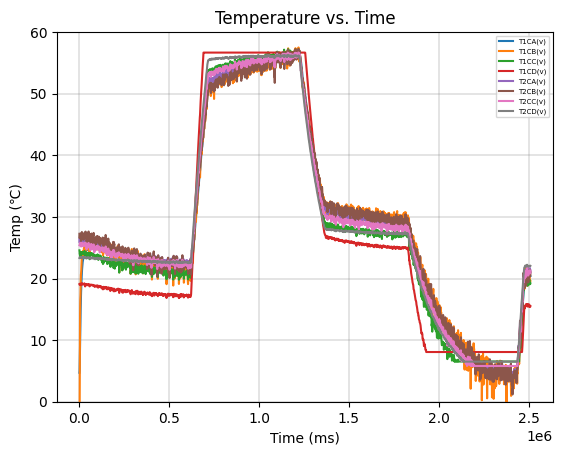 Temperature vs. Time
60
50
40
30
20
10
0
Temp (℃)
T1CA(v)
T1CB(v)
T1CC(v)
T1CD(v)
T2CA(v)
T2CB(v)
T2CC(v)
T2CD(v)
0.0 0.5 1.0 1.5 2.0 2.5
1e6
Time (ms)